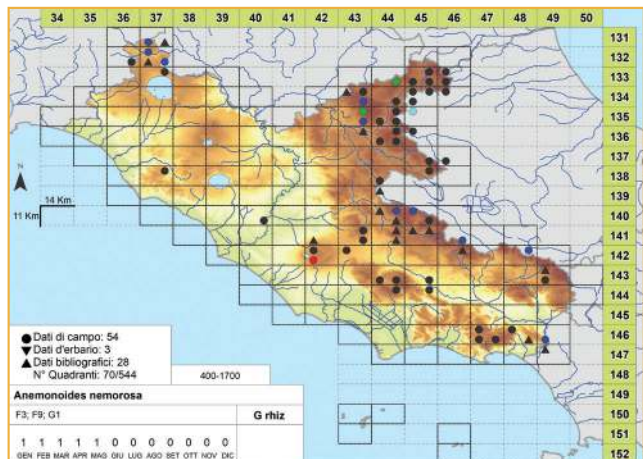 34 35 36 37 38 39 40 41 42 43 44 45 46 47 48 49 50
131
132
133
134
135
136
137
138
139
140
141
142
143
144
145
146
147
148
149
150
151
152
N
14 Km
11 Km
Dati di campo: 54
Dati d'erbario: 3
Dati bibliografici: 28
N° Quadranti: 70/544
400-1700
Anemonoides nemorosa
F3; F9; G1
G rhiz
1 1 1 1 1 0 0 0 0 0 0 0
GEN FEB MAR APR MAG GIU LUG AGO SET OTT NOV DIC